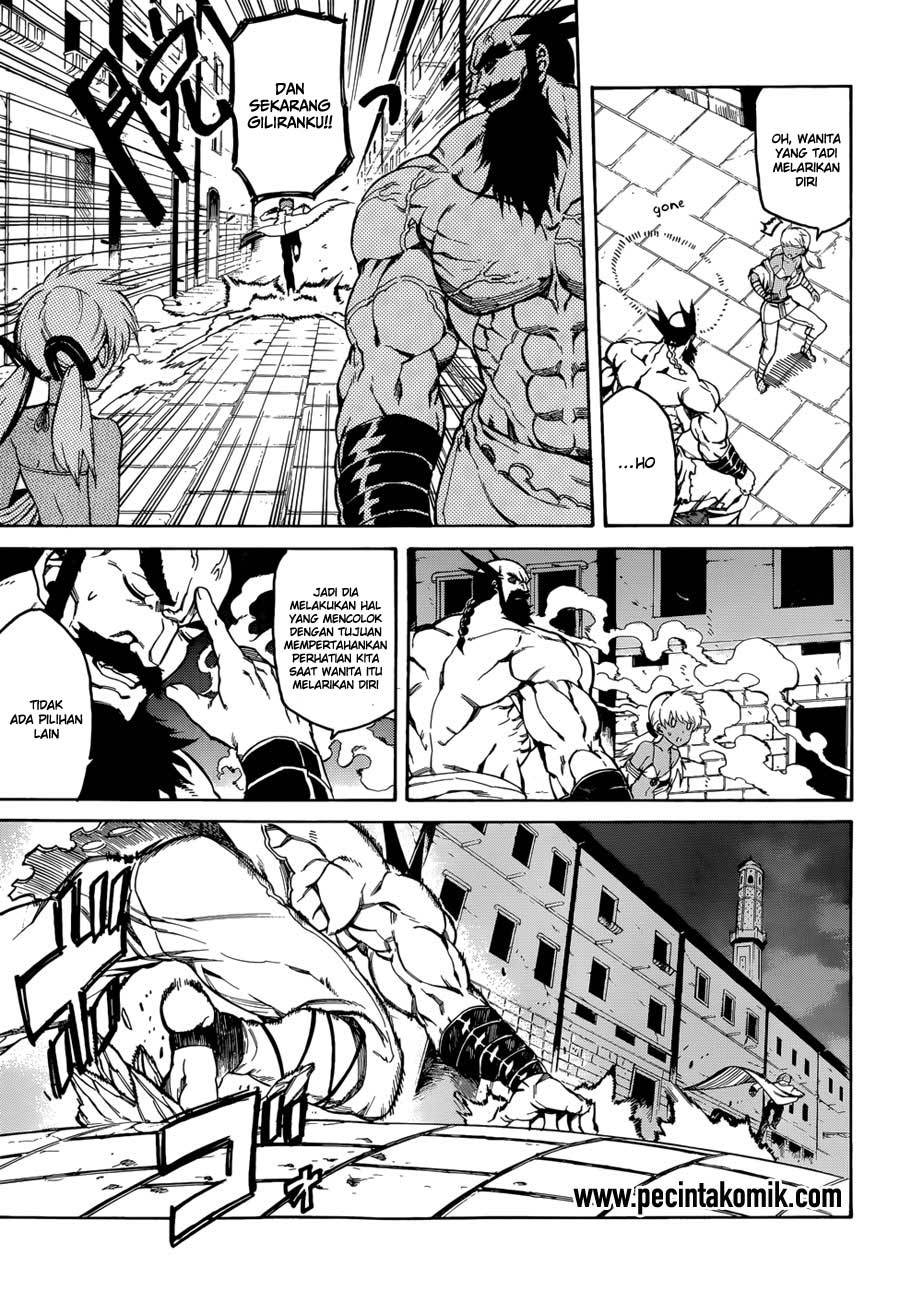 OH, WANITA
YANG TADI
MELARIKAN
DIRI
gone
...HO
DAN
SEKARANG
GILIRANKU!!
JADI DIA
MELAKUKAN HAL
YANG MENCOLOK
DENGAN TUJUAN
MEMPERTAHANKAN
PERHATIAN KITA
SAAT WANITA ITU
MELARIKAN DIRI
TIDAK
ADA PILIHAN
LAIN
www.pecintakomik.com